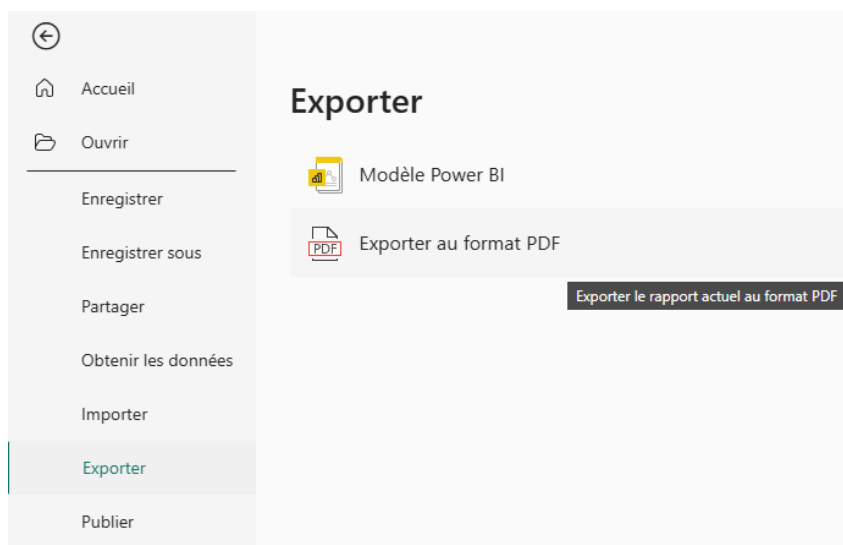 Accueil
Ouvrir
Enregistrer
Enregistrer sous
Partager
Obtenir les données
Importer
Exporter
Publier
Exporter
Modèle Power BI
PDF
Exporter au format PDF
Exporter le rapport actuel au format PDF